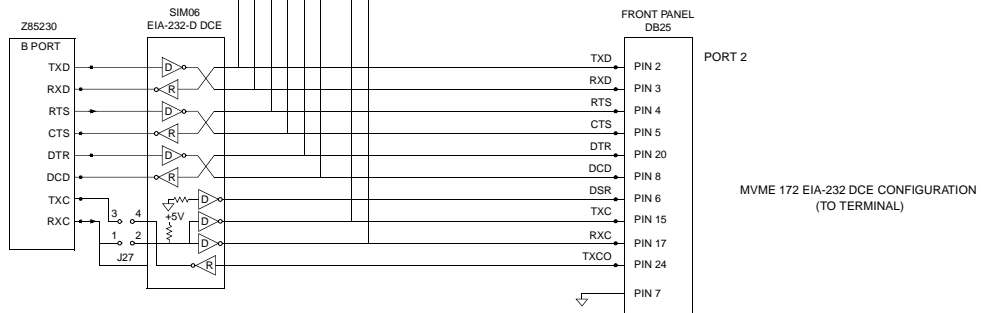 SIM06
EIA-232-D DCE
Z85230
B PORT
TXD
RXD
RTS
CTS
DTR
DCD
TXC
RXC
3
4
1
2
J27
+5V
D
R
D
R
D
R
D
D
D
R
TXD
RXD
RTS
CTS
DTR
DCD
DSR
TXC
RXC
TXCO
FRONT PANEL
DB25
PIN 2
PIN 3
PIN 4
PIN 5
PIN 20
PIN 8
PIN 6
PIN 15
PIN 17
PIN 24
PIN 7
PORT 2
MVME 172 EIA-232 DCE CONFIGURATION
(TO TERMINAL)